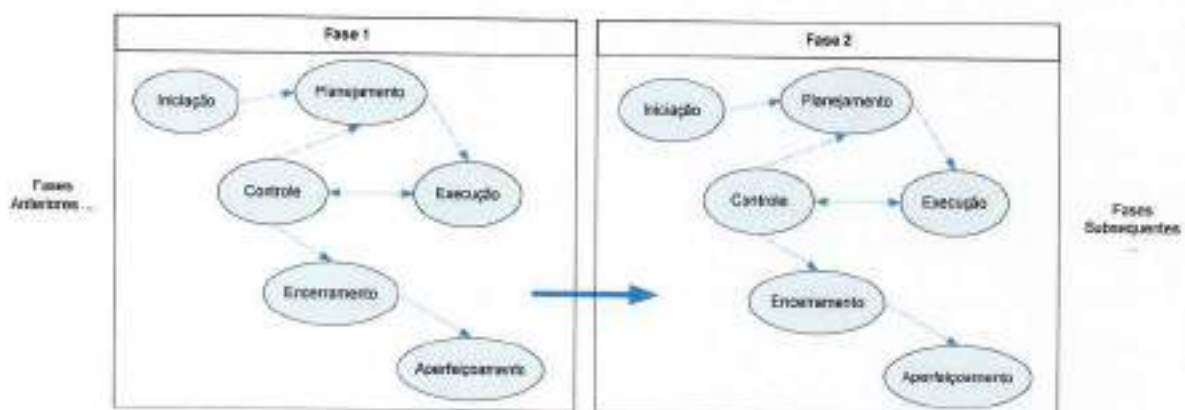 Fase 1
Iniciação
Planejamento
Controle
Execução
Encerramento
Aperfeiçoamento
Fases
Anteriores ...
Fase 2
Iniciação
Planejamento
Controle
Execução
Encerramento
Aperfeiçoamento
Fases
Subsequentes
...